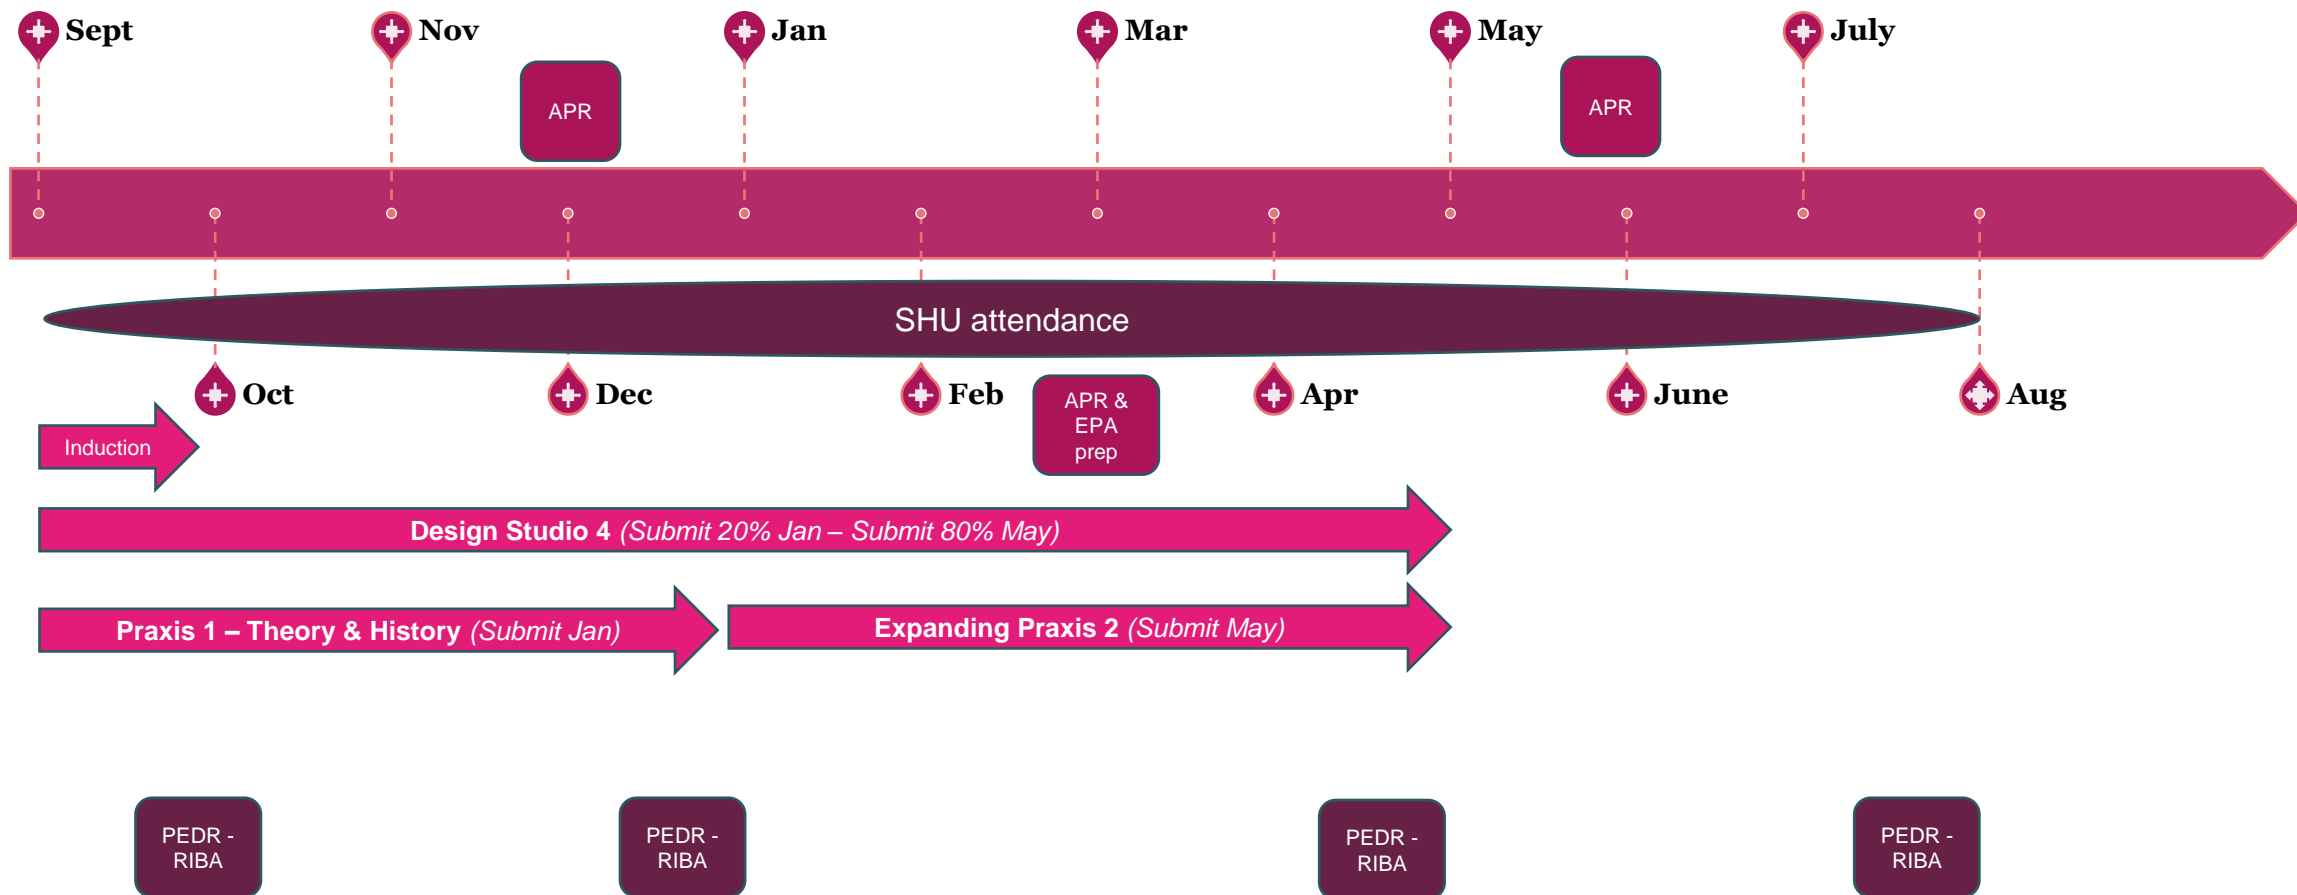 Sept
Nov
Jan
Mar
May
July
APR
APR
SHU attendance
Oct
Dec
Feb
Apr
June
Aug
APR &
EPA
prep
Induction
Design Studio 4 (Submit 20% Jan – Submit 80% May)
Praxis 1 – Theory & History (Submit Jan)
Expanding Praxis 2 (Submit May)
PEDR -
RIBA
PEDR -
RIBA
PEDR -
RIBA
PEDR -
RIBA